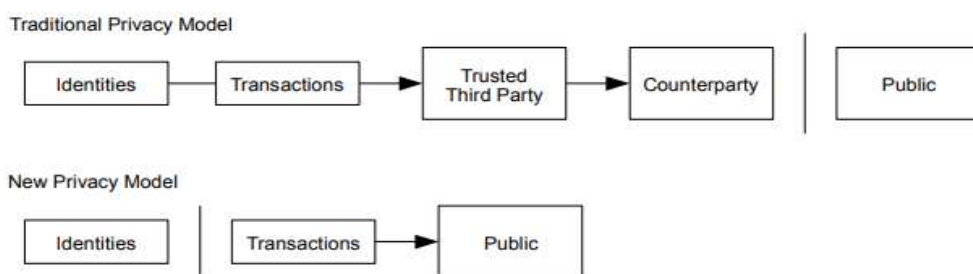 Traditional Privacy Model
Identities Transactions Trusted Third Party Counterparty Public
New Privacy Model
Identities Transactions Public